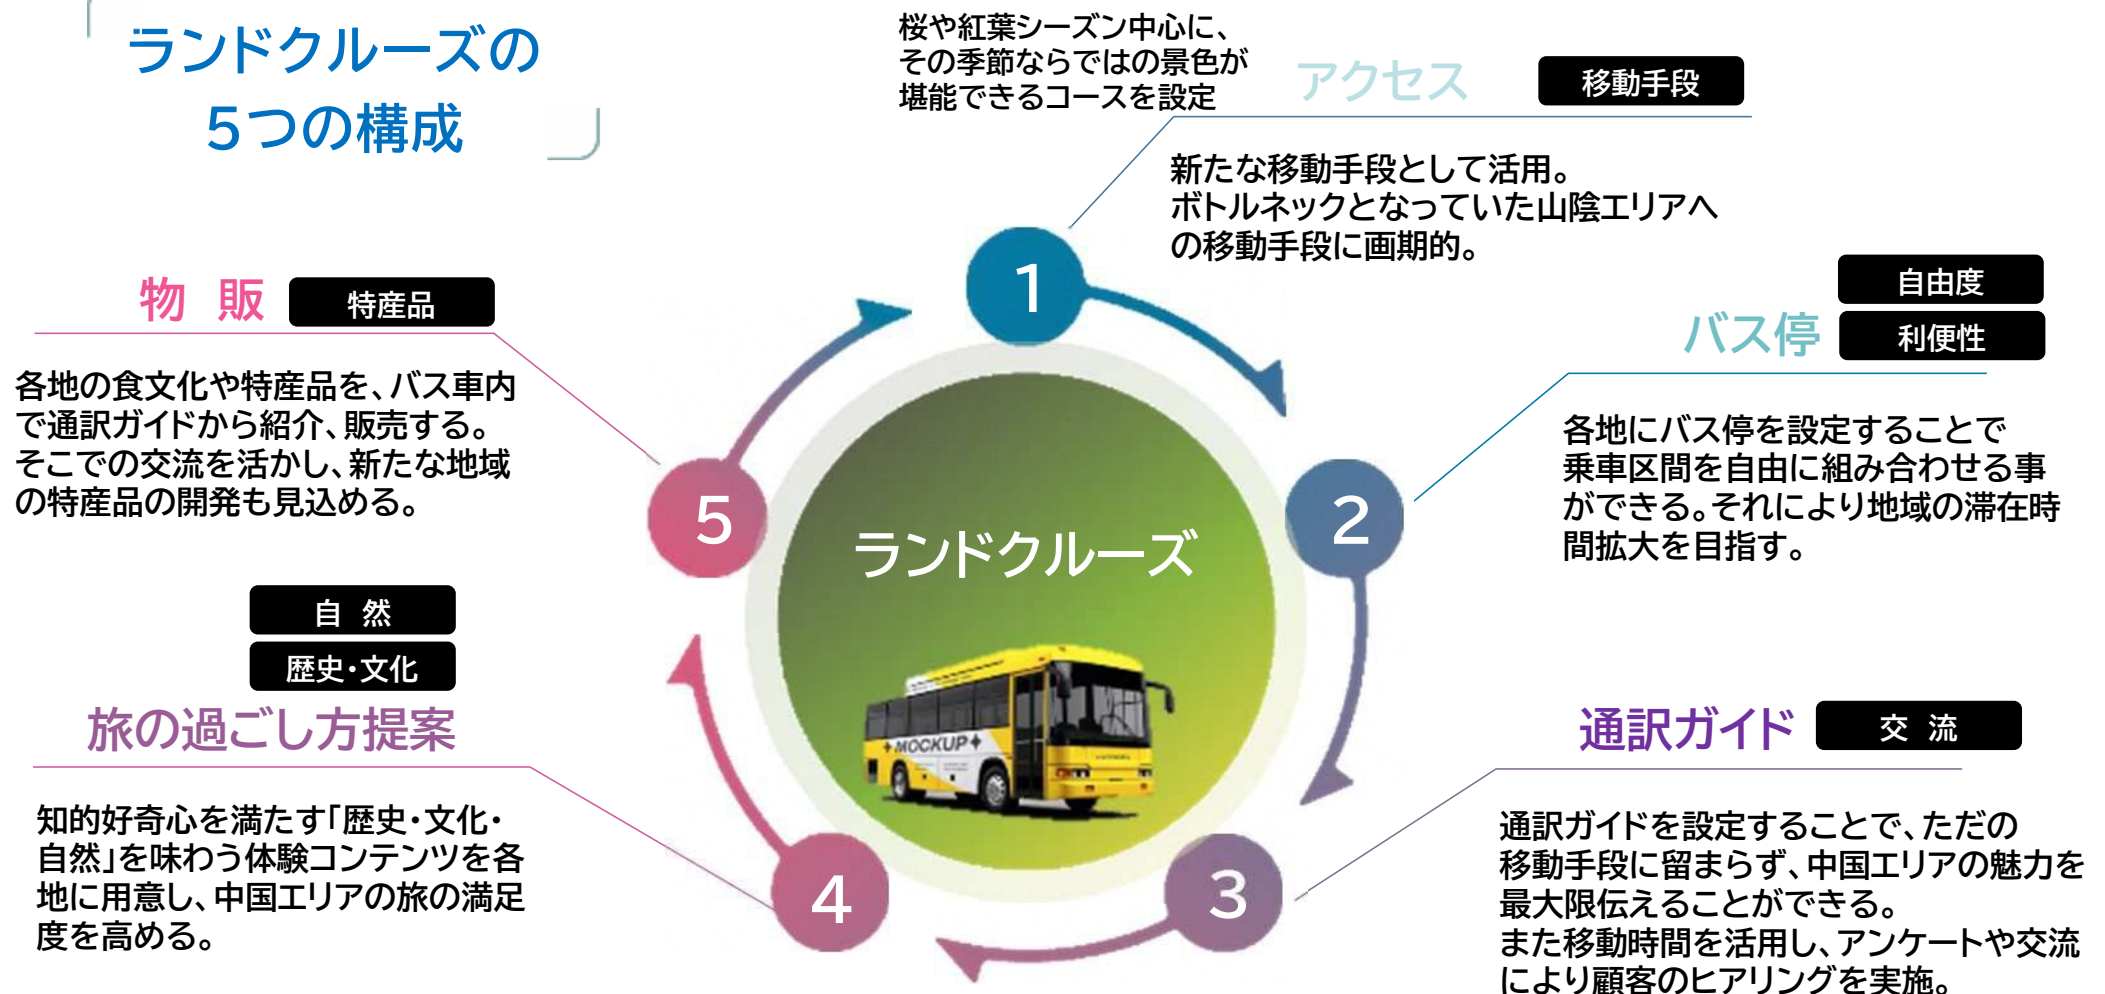 ランドクルーズの
5つの構成
桜や紅葉シーズン中心に、
その季節ならではの景色が
堪能できるコースを設定
アクセス 移動手段
新たな移動手段として活用。
ボトルネックとなっていた山陰エリアへ
の移動手段に画期的。
1
自由度
バス停 利便性
各地にバス停を設定することで
乗車区間を自由に組み合わせる事
ができる。それにより地域の滞在時
間拡大を目指す。
2
通訳ガイド 交 流
通訳ガイドを設定することで、ただの
移動手段に留まらず、中国エリアの魅力を
最大限伝えることができる。
また移動時間を活用し、アンケートや交流
により顧客のヒアリングを実施。
3
自 然
歴史・文化
旅の過ごし方提案
知的好奇心を満たす「歴史・文化・
自然」を味わう体験コンテンツを各
地に用意し、中国エリアの旅の満足
度を高める。
4
物 販 特産品
各地の食文化や特産品を、バス車内
で通訳ガイドから紹介、販売する。
そこでの交流を活かし、新たな地域
の特産品の開発も見込める。
5
ランドクルーズ
MOCKUP